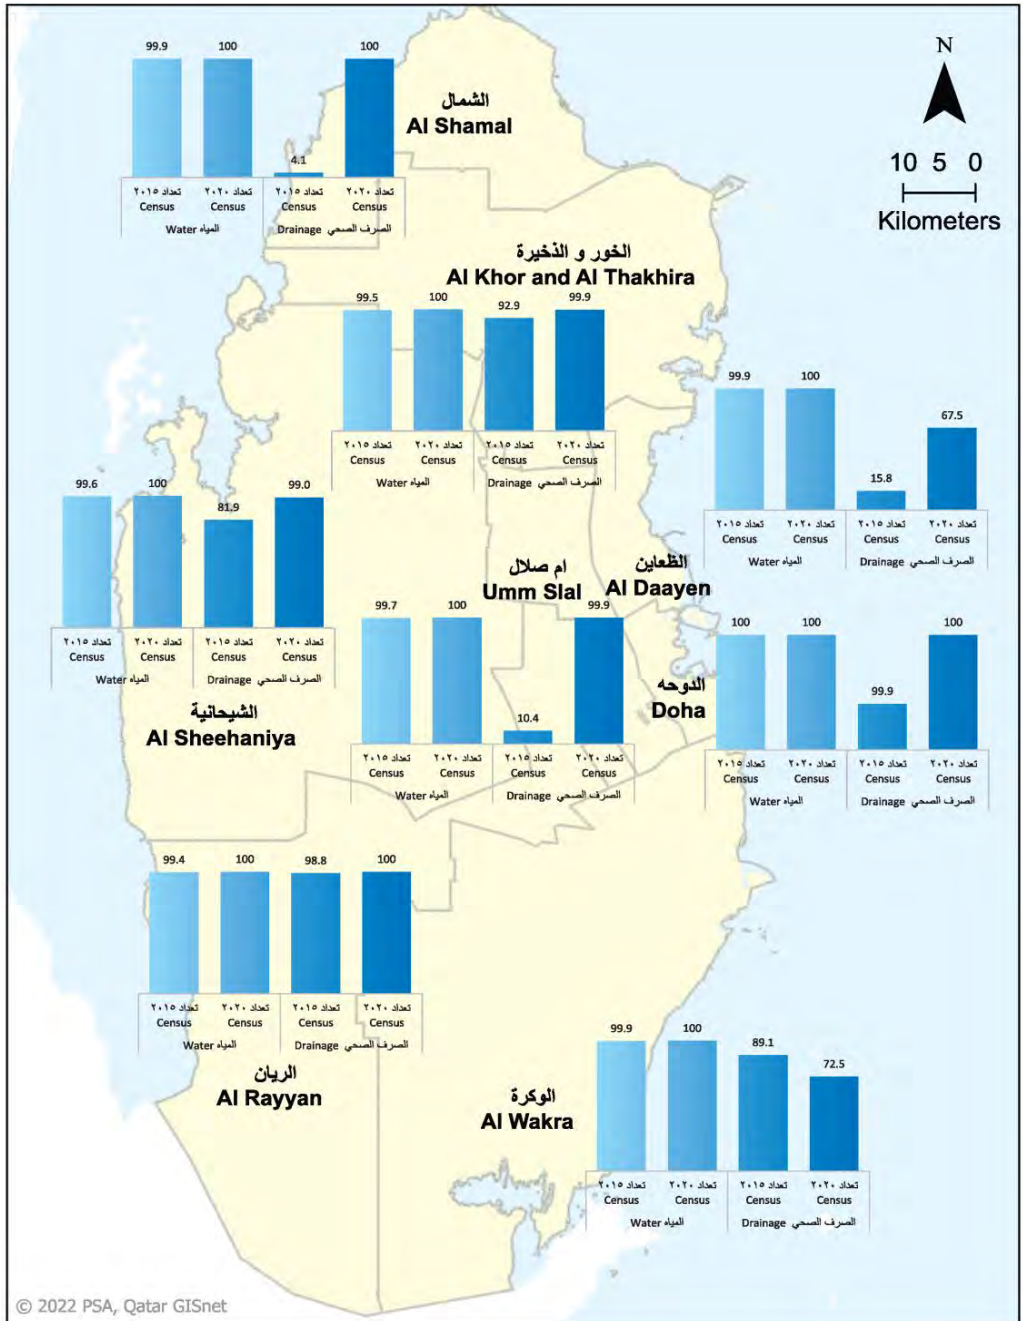 99.9 100 4.1 100
تعداد ٢٠١٥ تعداد ٢٠٢٠ تعداد ٢٠١٥ تعداد ٢٠٢٠
Census Census Census Census
Water المياه Drainage الصرف الصحي
الشمال
Al Shamal
N
10 5 0
Kilometers
الخور و الذخيرة
Al Khor and Al Thakhira
99.5 100 92.9 99.9
تعداد ٢٠١٥ تعداد ٢٠٢٠ تعداد ٢٠١٥ تعداد ٢٠٢٠
Census Census Census Census
Water المياه Drainage الصرف الصحي
99.9 100 15.8 67.5
تعداد ٢٠١٥ تعداد ٢٠٢٠ تعداد ٢٠١٥ تعداد ٢٠٢٠
Census Census Census Census
Water المياه Drainage الصرف الصحي
الظعاين
Al Daayen
99.6 100 81.9 99.0
تعداد ٢٠١٥ تعداد ٢٠٢٠ تعداد ٢٠١٥ تعداد ٢٠٢٠
Census Census Census Census
Water المياه Drainage الصرف الصحي
الشيحانية
Al Sheehaniya
ام صلال
Umm Slal
99.7 100 10.4 99.9
تعداد ٢٠١٥ تعداد ٢٠٢٠ تعداد ٢٠١٥ تعداد ٢٠٢٠
Census Census Census Census
Water المياه Drainage الصرف الصحي
الدوحه
Doha
100 100 99.9 100
تعداد ٢٠١٥ تعداد ٢٠٢٠ تعداد ٢٠١٥ تعداد ٢٠٢٠
Census Census Census Census
Water المياه Drainage الصرف الصحي
99.4 100 98.8 100
تعداد ٢٠١٥ تعداد ٢٠٢٠ تعداد ٢٠١٥ تعداد ٢٠٢٠
Census Census Census Census
Water المياه Drainage الصرف الصحي
الريان
Al Rayyan
الوكرة
Al Wakra
99.9 100 89.1 72.5
تعداد ٢٠١٥ تعداد ٢٠٢٠ تعداد ٢٠١٥ تعداد ٢٠٢٠
Census Census Census Census
Water المياه Drainage الصرف الصحي
© 2022 PSA, Qatar GISnet